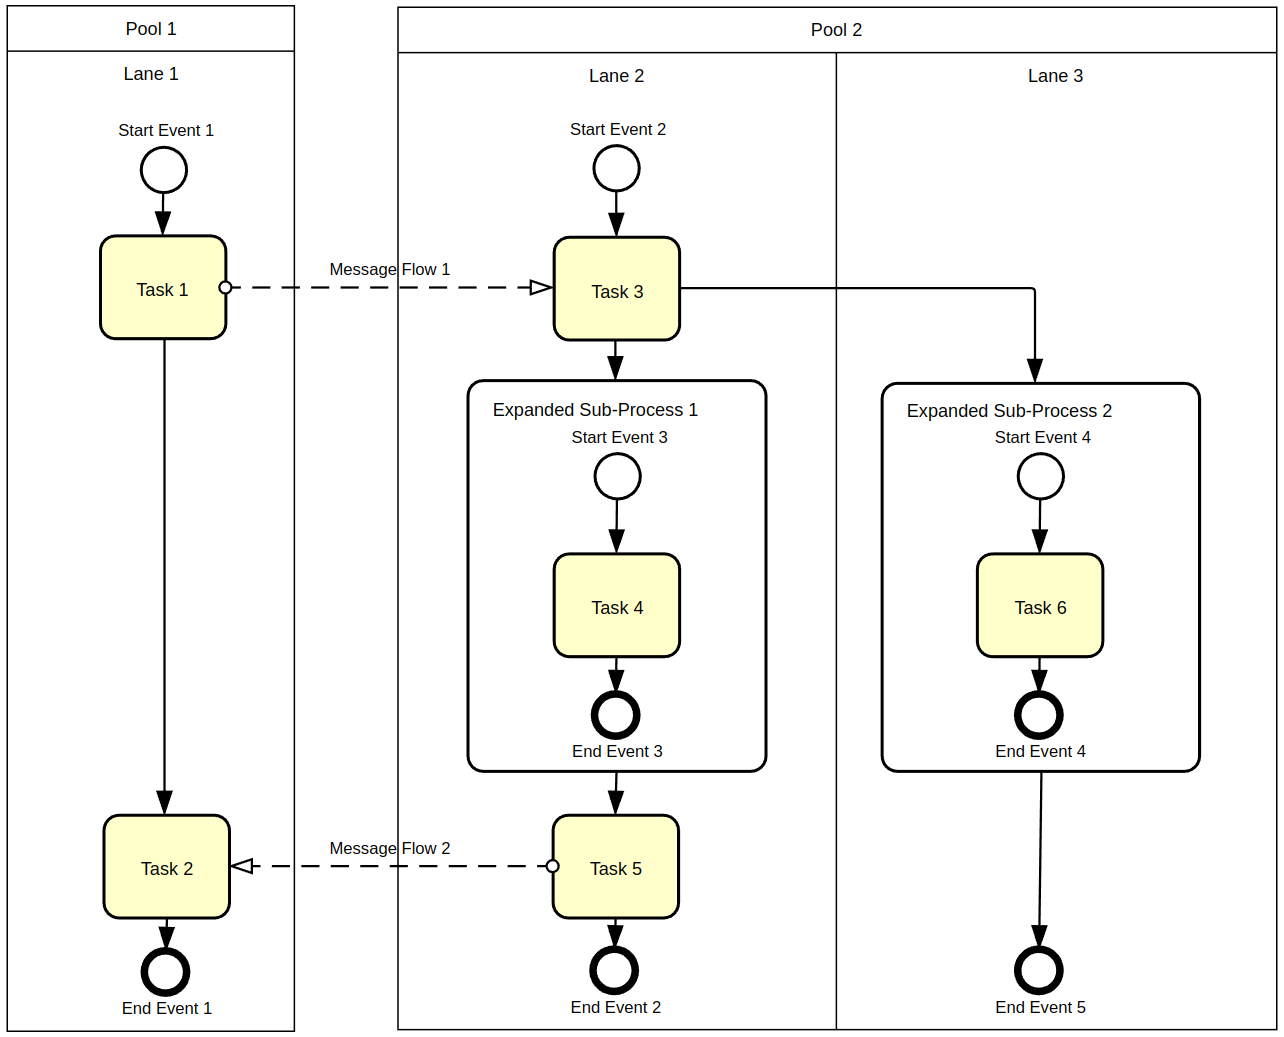 Pool 1
Lane 1
Start Event 1
Task 1
Task 2
End Event 1
Message Flow 1
Message Flow 2
Pool 2
Lane 2
Start Event 2
Task 3
Expanded Sub-Process 1
Start Event 3
Task 4
End Event 3
Task 5
End Event 2
Lane 3
Expanded Sub-Process 2
Start Event 4
Task 6
End Event 4
End Event 5